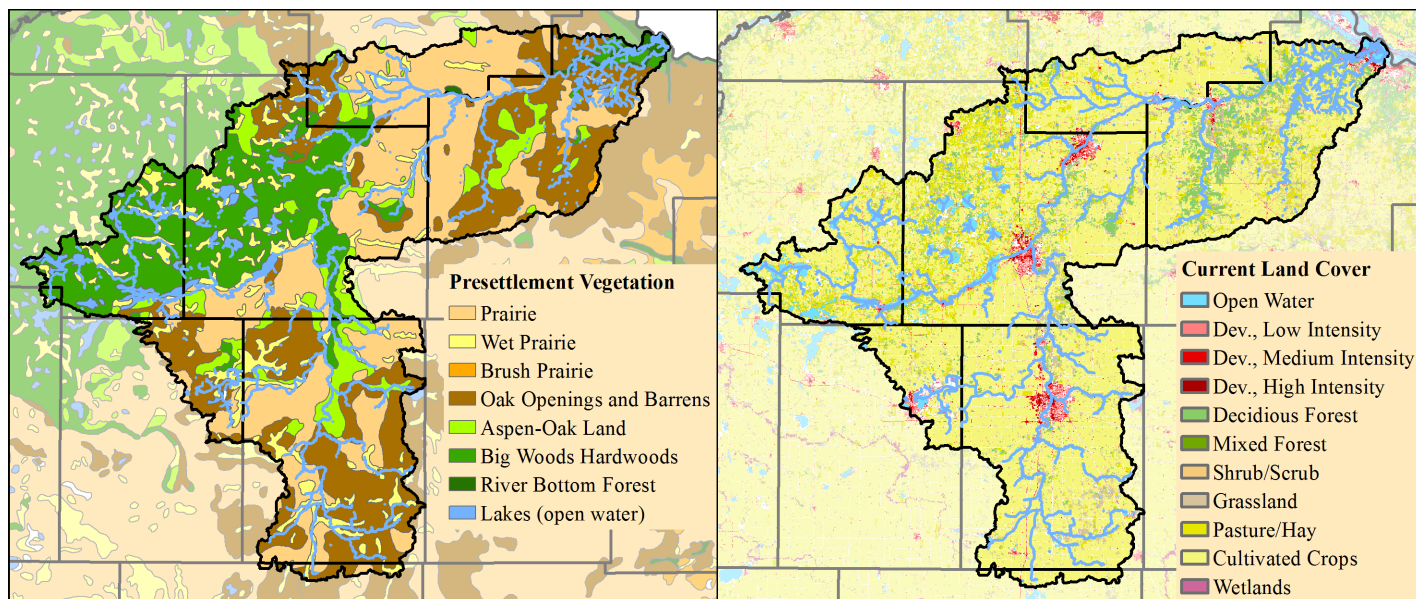 Presettlement Vegetation
Prairie
Wet Prairie
Brush Prairie
Oak Openings and Barrens
Aspen-Oak Land
Big Woods Hardwoods
River Bottom Forest
Lakes (open water)
Current Land Cover
Open Water
Dev., Low Intensity
Dev., Medium Intensity
Dev., High Intensity
Decidious Forest
Mixed Forest
Shrub/Scrub
Grassland
Pasture/Hay
Cultivated Crops
Wetlands